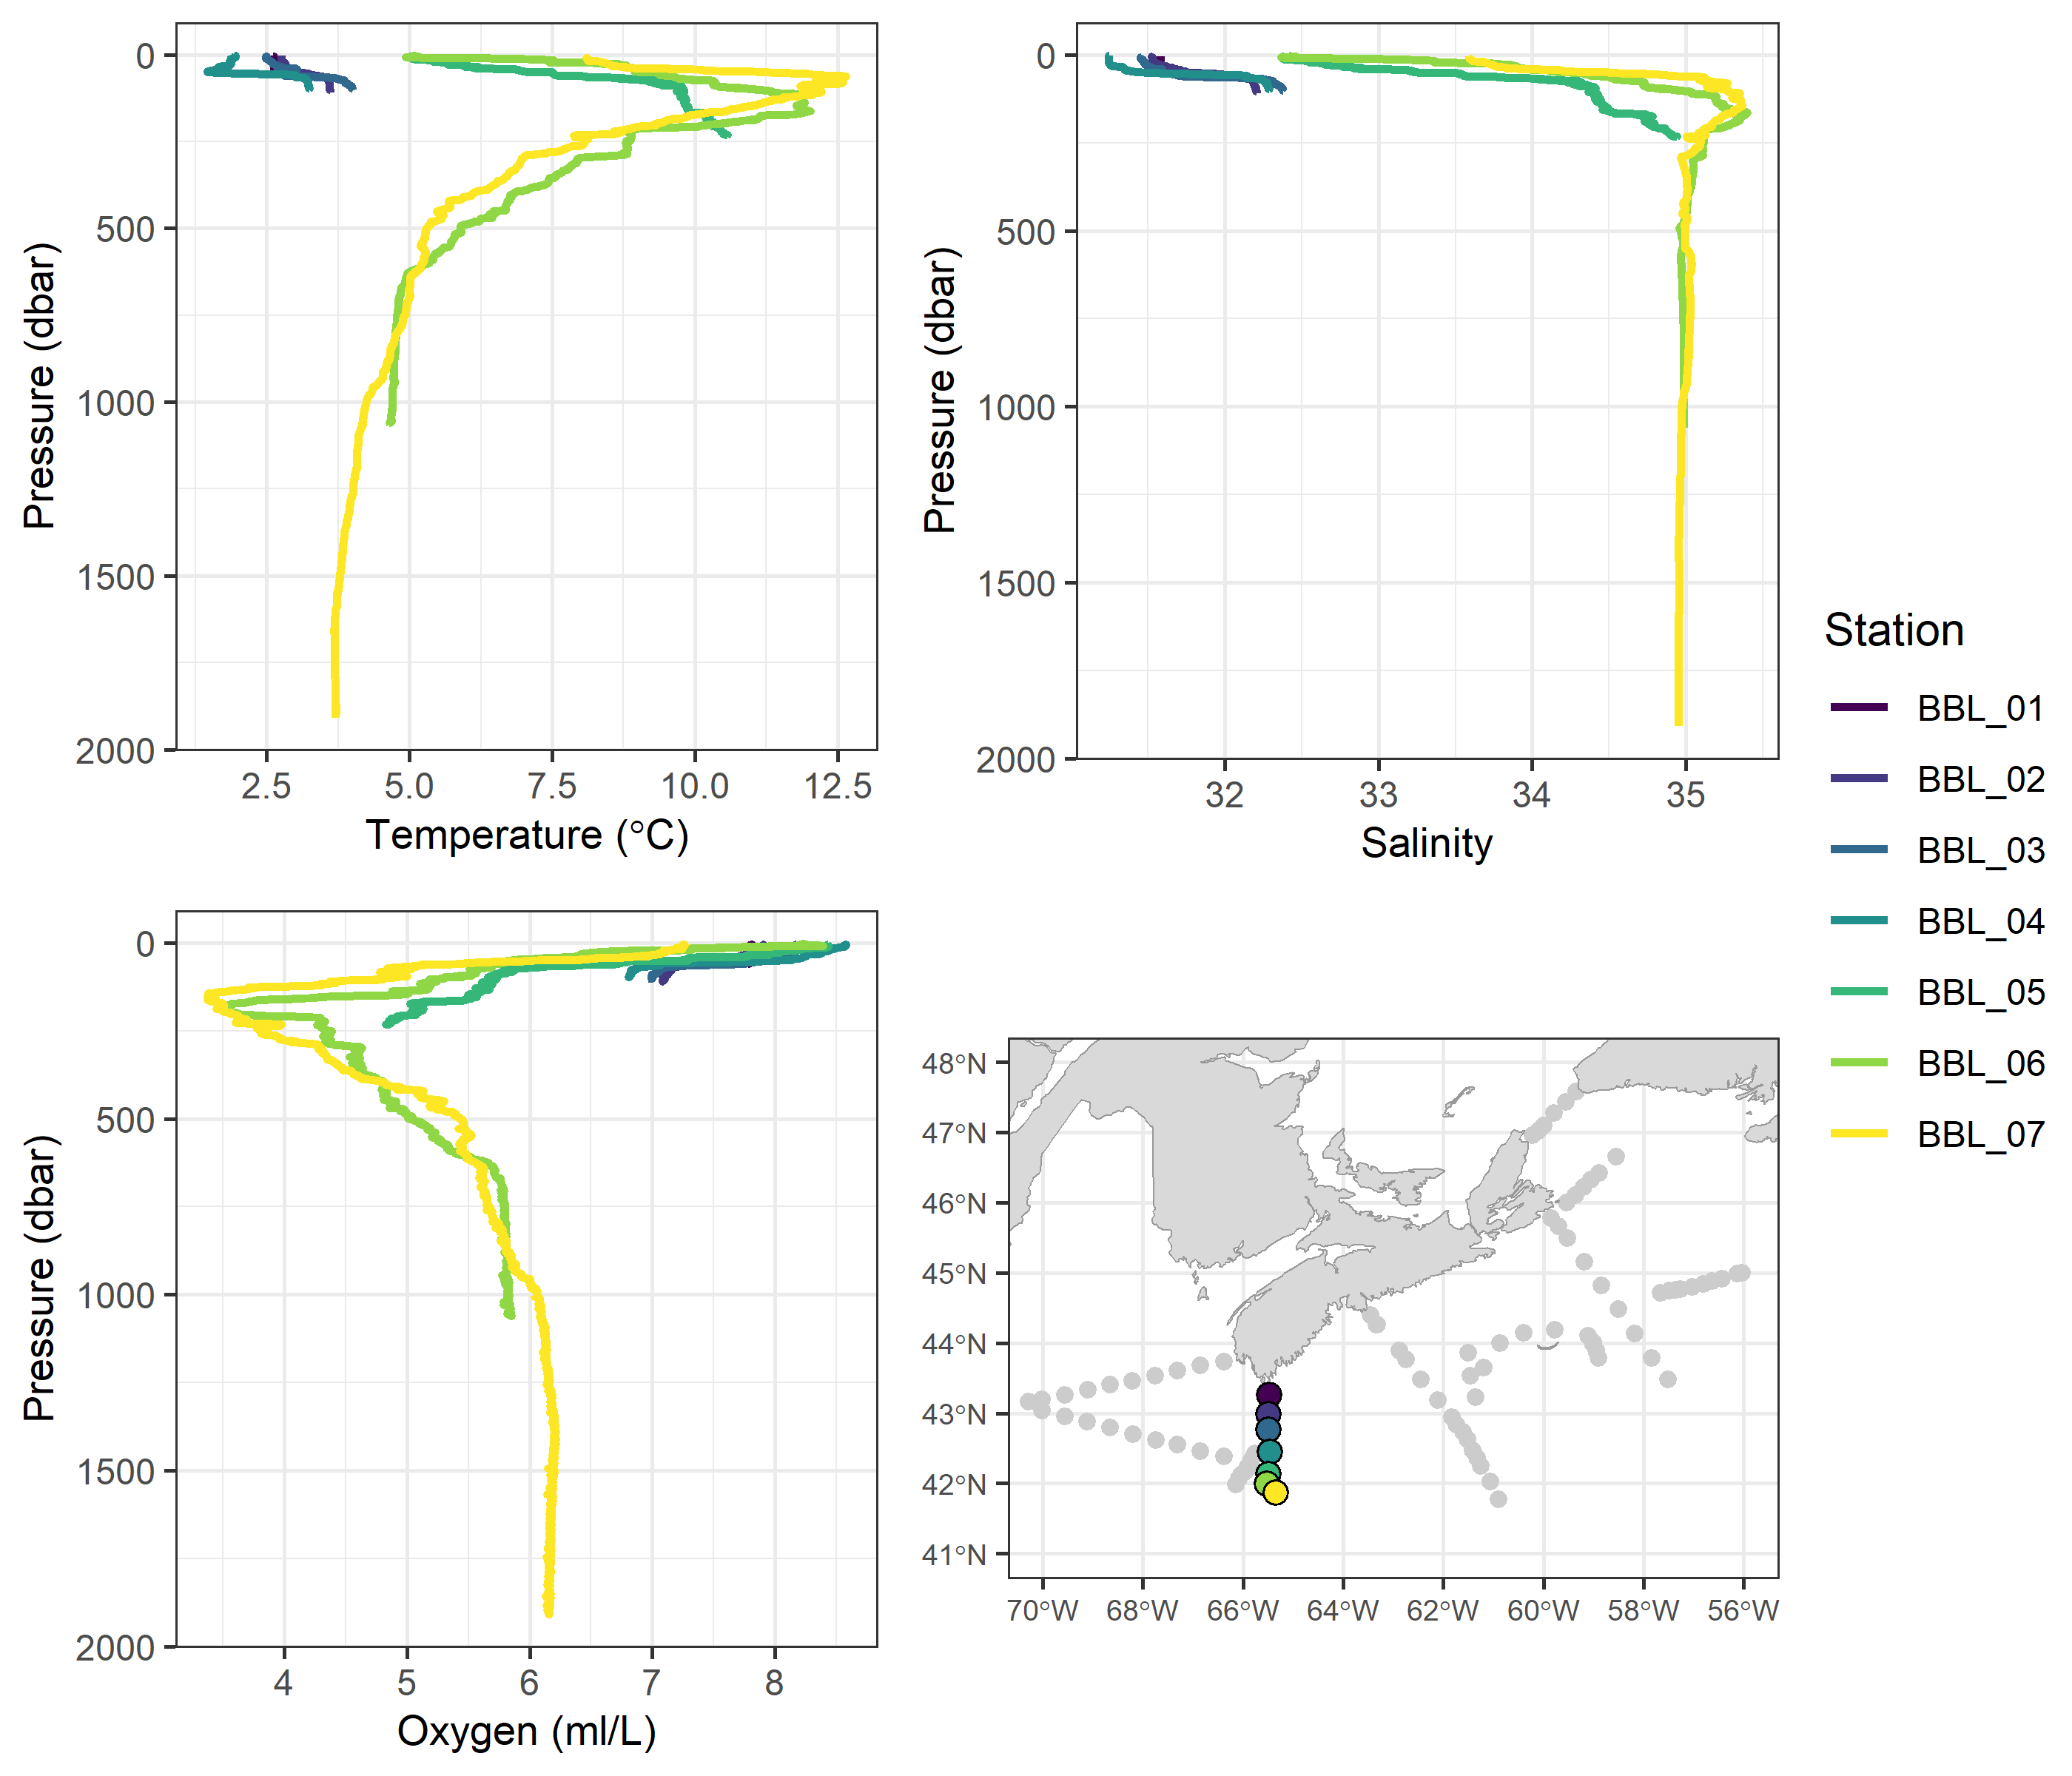 0
500
1000
1500
2000
Pressure (dbar)
2.5 5.0 7.5 10.0 12.5
Temperature (°C)
0
500
1000
1500
2000
Pressure (dbar)
32 33 34 35
Salinity
Station
BBL_01
BBL_02
BBL_03
BBL_04
BBL_05
BBL_06
BBL_07
0
500
1000
1500
2000
Pressure (dbar)
4 5 6 7 8
Oxygen (ml/L)
48°N
47°N
46°N
45°N
44°N
43°N
42°N
41°N
70°W 68°W 66°W 64°W 62°W 60°W 58°W 56°W